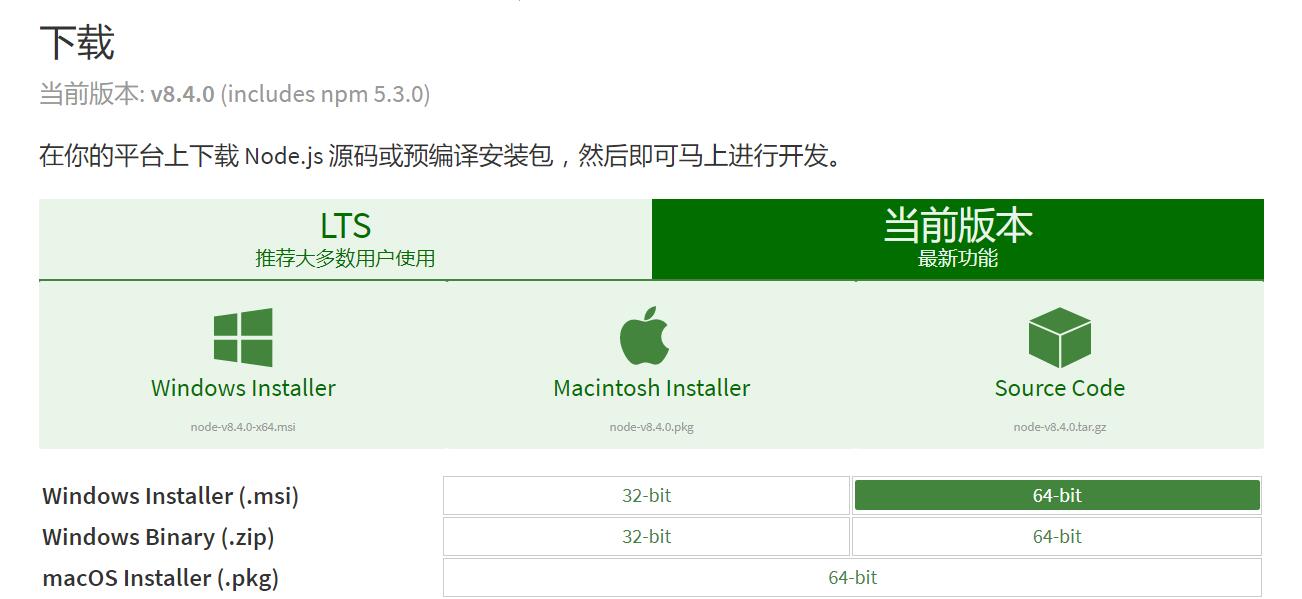 下载
当前版本: v8.4.0 (includes npm 5.3.0)
在你的平台上下载 Node.js 源码或预编译安装包，然后即可马上进行开发。
LTS
推荐大多数用户使用
当前版本
最新功能
Windows Installer
node-v8.4.0-x64.msi
Macintosh Installer
node-v8.4.0.pkg
Source Code
node-v8.4.0.tar.gz
Windows Installer (.msi) 32-bit 64-bit
Windows Binary (.zip) 32-bit 64-bit
macOS Installer (.pkg) 64-bit